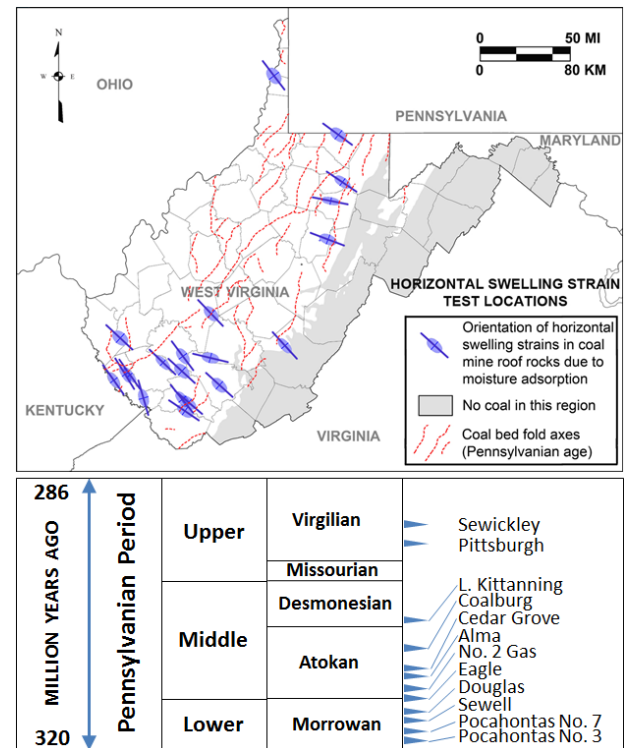 N
W E
S
0 50 MI
0 80 KM
OHIO
PENNSYLVANIA
MARYLAND
WEST VIRGINIA
KENTUCKY
VIRGINIA
HORIZONTAL SWELLING STRAIN
TEST LOCATIONS
Orientation of horizontal
swelling strains in coal
mine roof rocks due to
moisture adsorption
No coal in this region
Coal bed fold axes
(Pennsylvanian age)
286
MILLION YEARS AGO
320
Pennsylvanian Period
Upper
Middle
Lower
Virgilian
Missourian
Desmonesian
Atokan
Morrowan
Sewickley
Pittsburgh
L. Kittanning
Coalburg
Cedar Grove
Alma
No. 2 Gas
Eagle
Douglas
Sewell
Pocahontas No. 7
Pocahontas No. 3